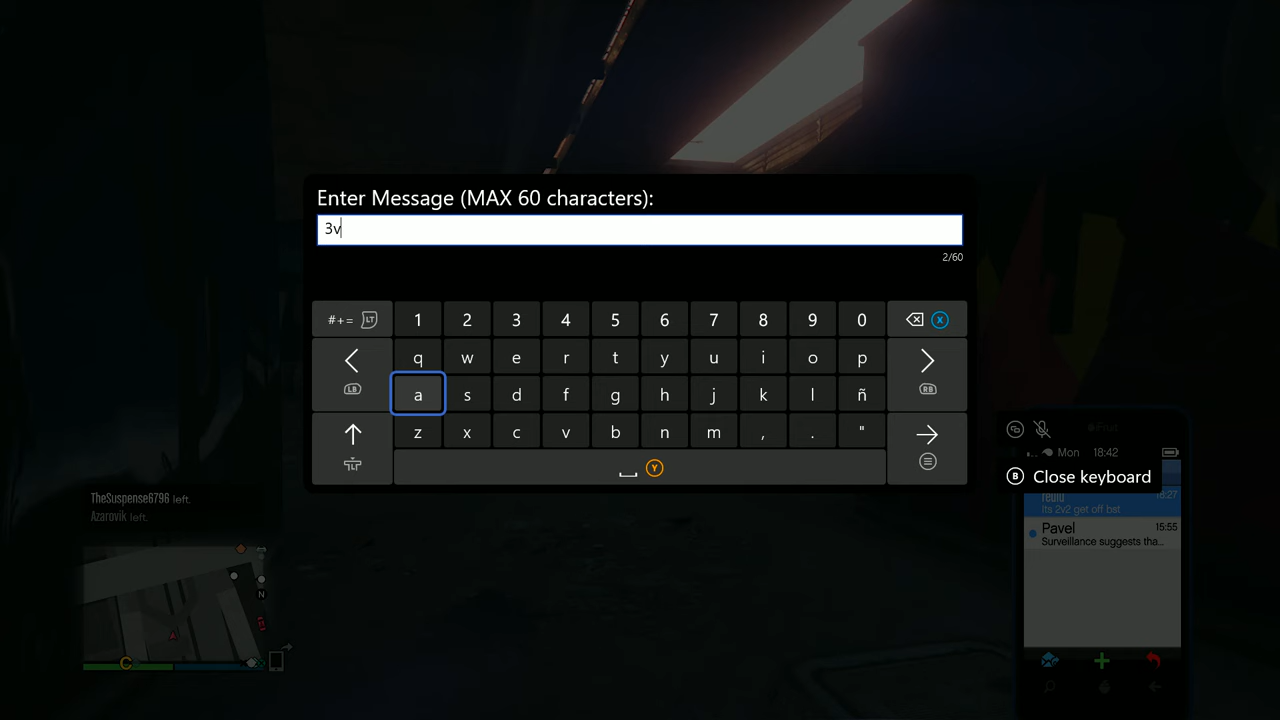 Enter Message (MAX 60 characters):
3v
2/60
#+= LT 1 2 3 4 5 6 7 8 9 0 X
q w e r t y u i o p
LB RB
a s d f g h j k l ñ
z x c v b n m , . "
Y
Mon 18:42
B Close keyboard
18:27
Its 2v2 get off bst
Pavel 15:55
Surveillance suggests tha...
TheSuspense6796 left.
Azarovik left.
N